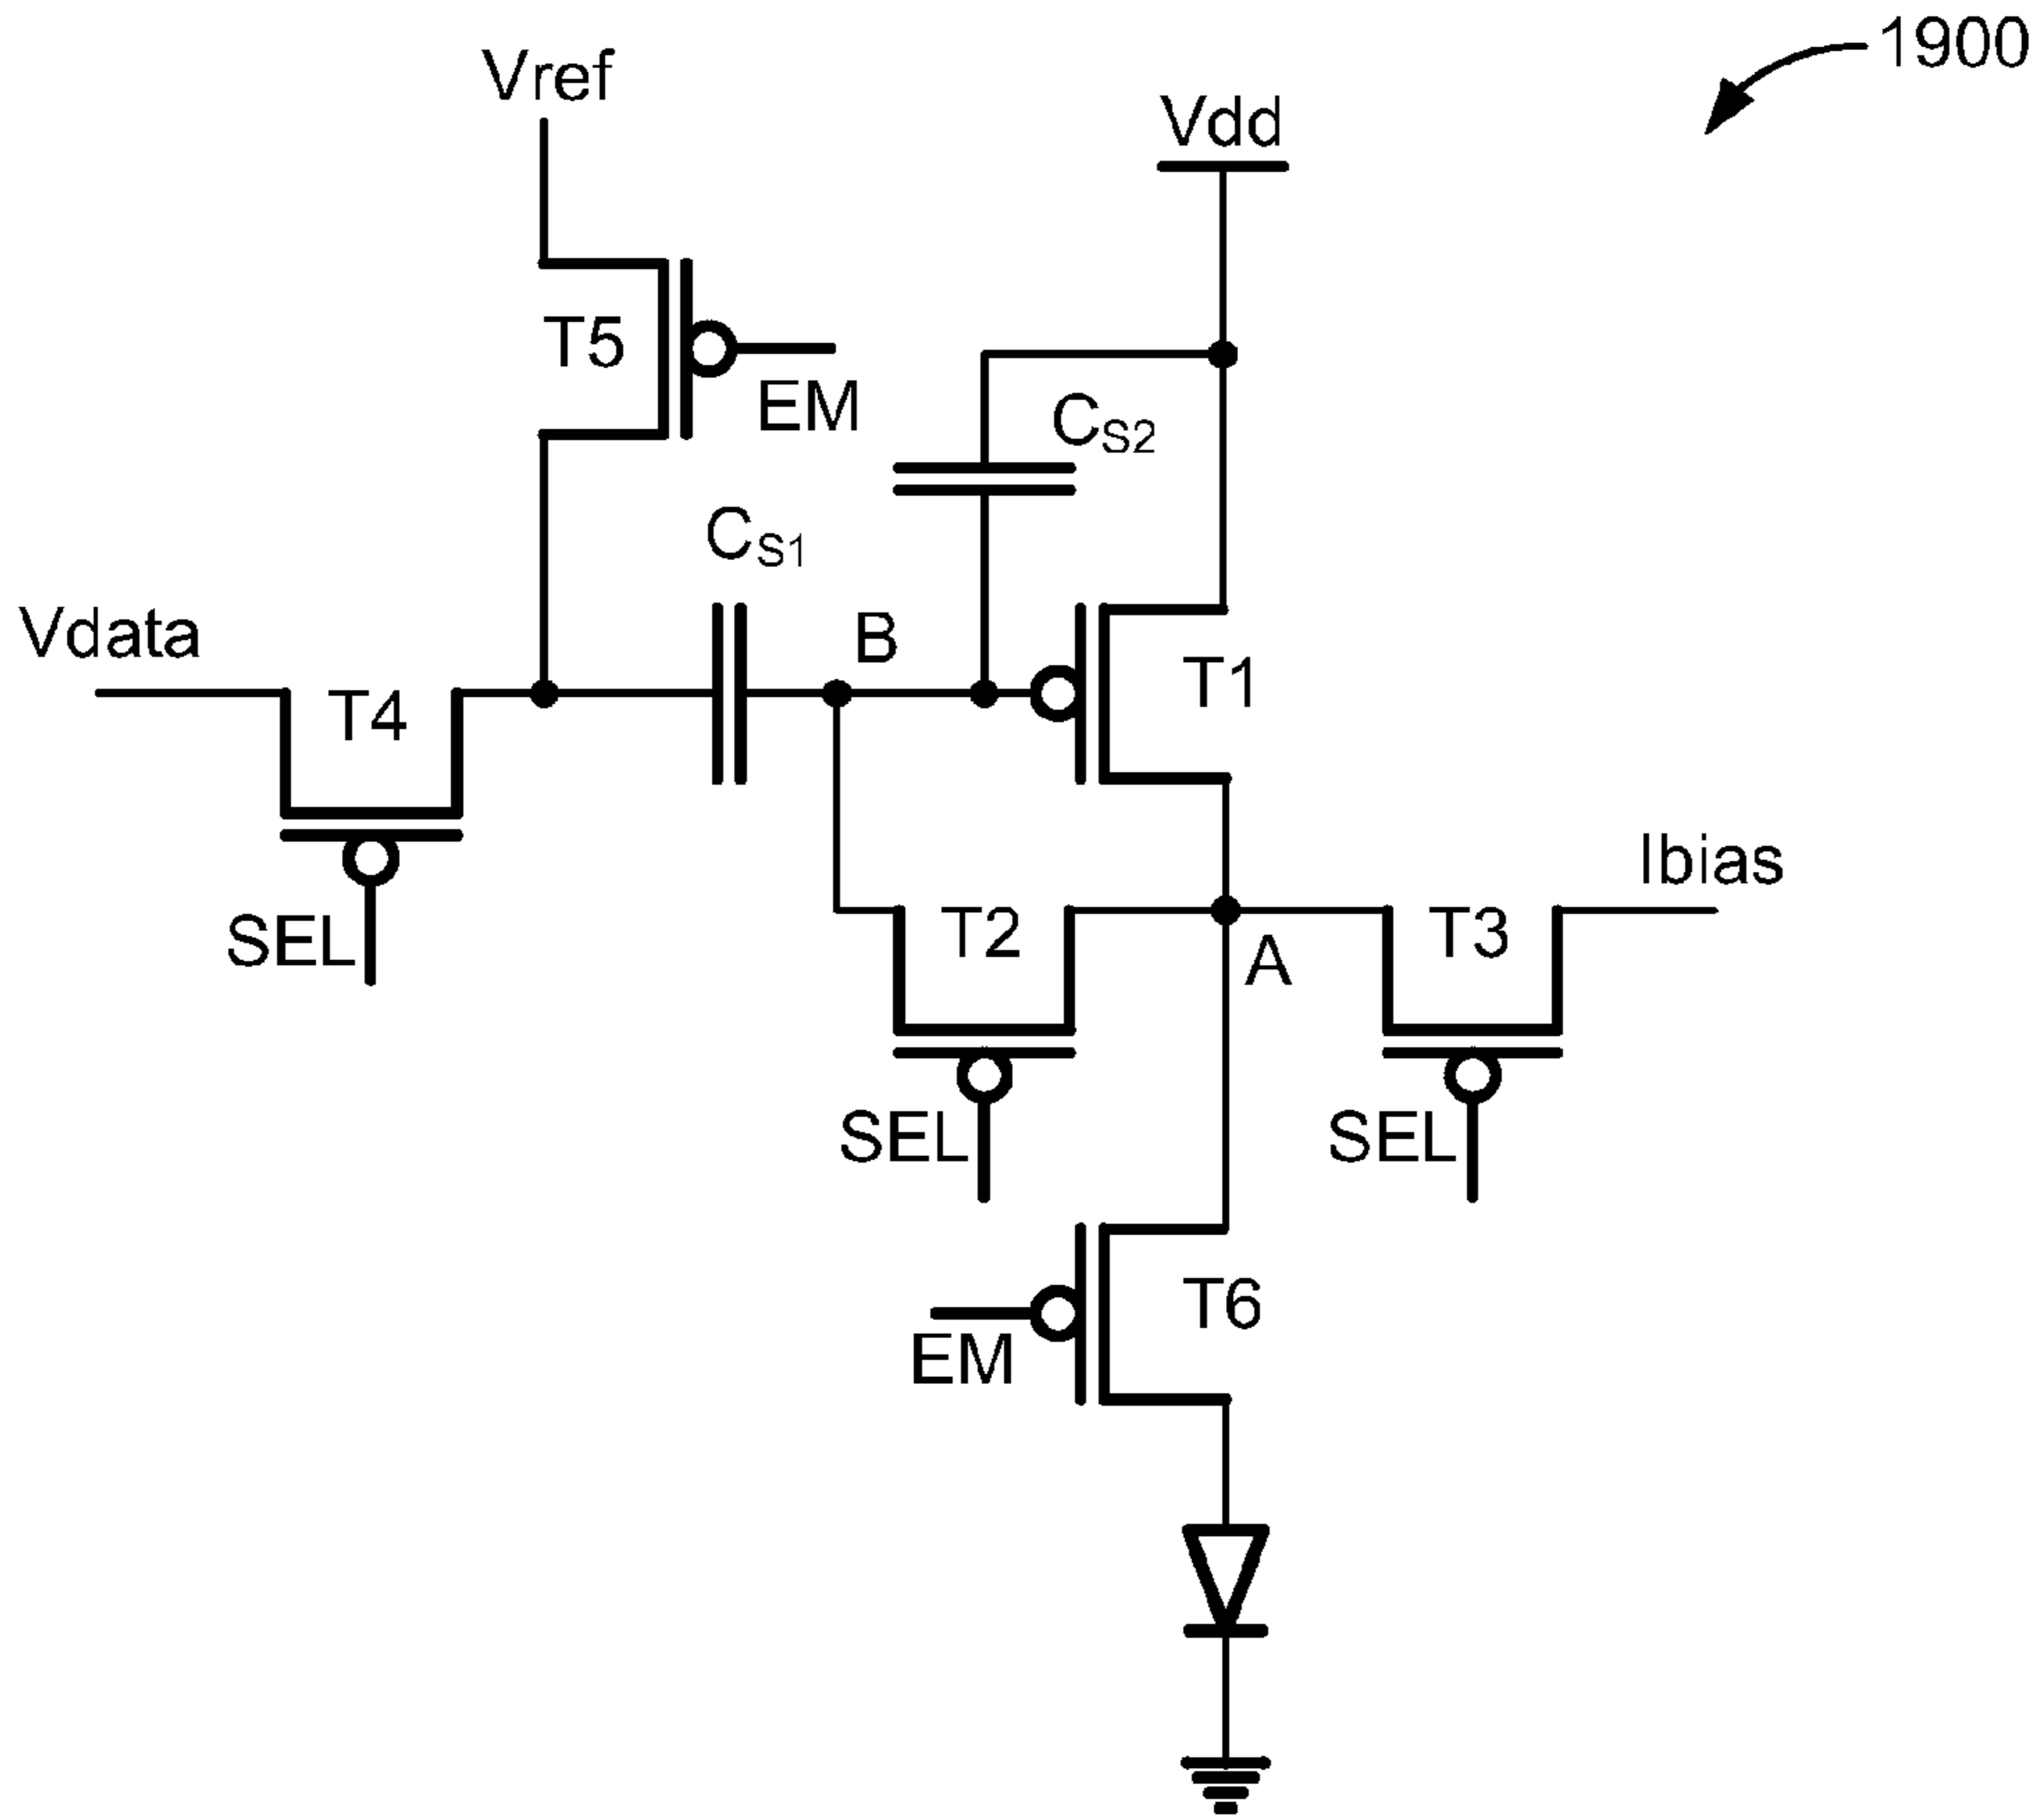 1900
Vref
Vdd
T5
EM
CS2
CS1
Vdata
B
T4
T1
Ibias
SEL
T2
T3
A
SEL
SEL
T6
EM